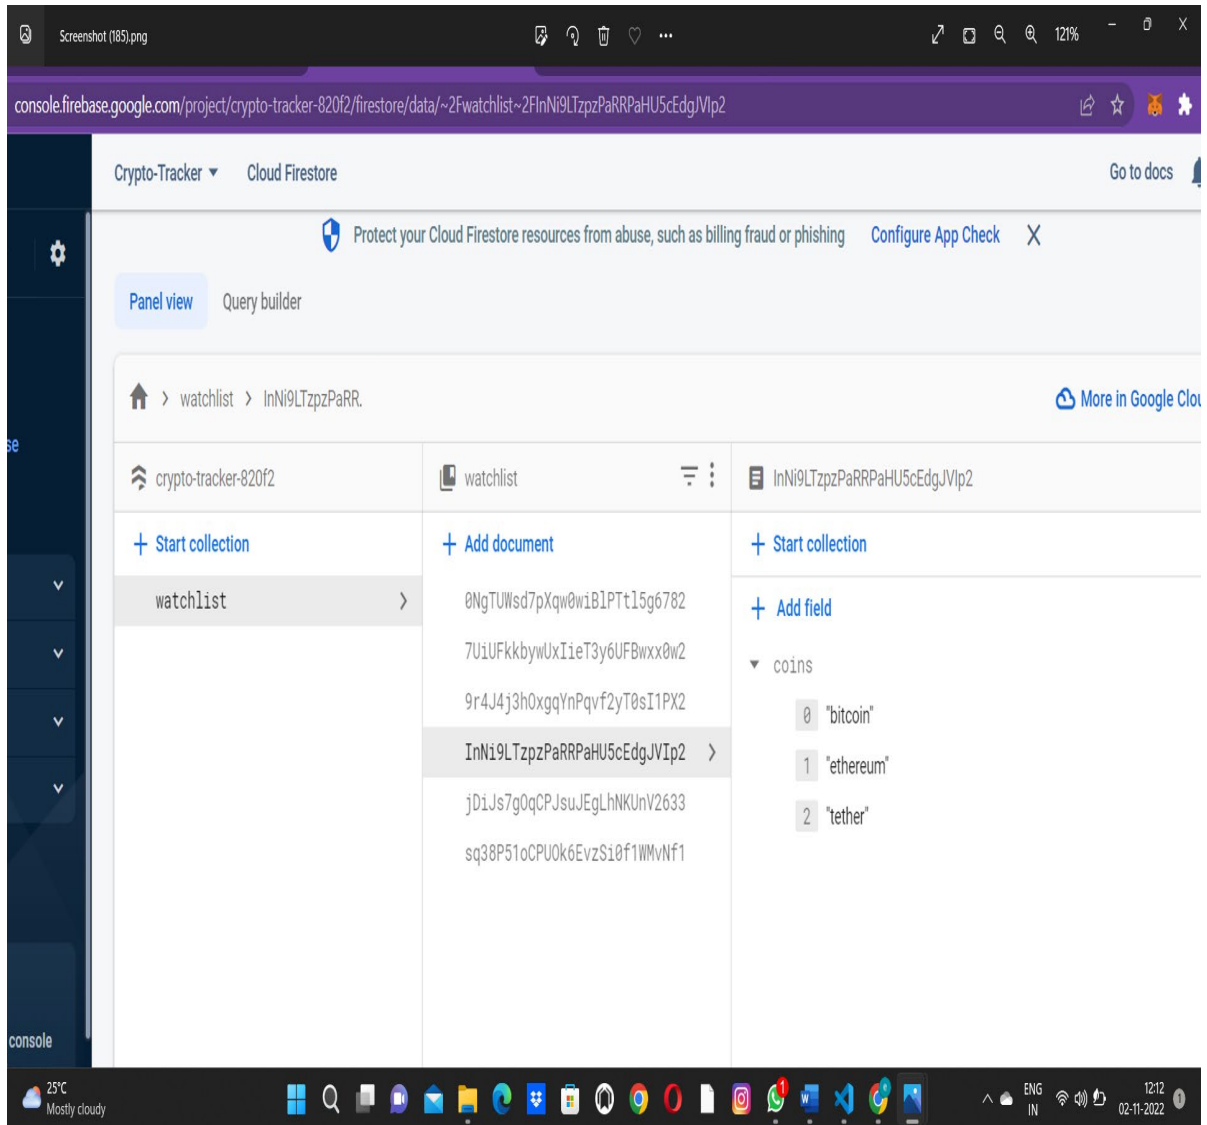 Screenshot (185).png
121%
console.firebase.google.com/project/crypto-tracker-820f2/firestore/data/~2Fwatchlist~2FInNi9LTzpzPaRRPaHU5cEdgJVIp2
Crypto-Tracker
Cloud Firestore
Go to docs
Protect your Cloud Firestore resources from abuse, such as billing fraud or phishing
Configure App Check
Panel view
Query builder
watchlist > InNi9LTzpzPaRR.
More in Google Clou
se
crypto-tracker-820f2
watchlist
InNi9LTzpzPaRRPaHU5cEdgJVIp2
+ Start collection
+ Add document
+ Start collection
watchlist
0NgTUWsd7pXqw0wiBlPTtl5g6782
7UiUFkkbywUxIieT3y6UFBwxx0w2
9r4J4j3hOxgqYnPqvf2yT0sI1PX2
InNi9LTzpzPaRRPaHU5cEdgJVIp2
jDiJs7gOqCPJsuJEgLhNKUnV2633
sq38P51oCPUOk6EvzSi0f1WMvNf1
+ Add field
coins
0 "bitcoin"
1 "ethereum"
2 "tether"
console
25°C
Mostly cloudy
1
ENG
IN
12:12
02-11-2022
1